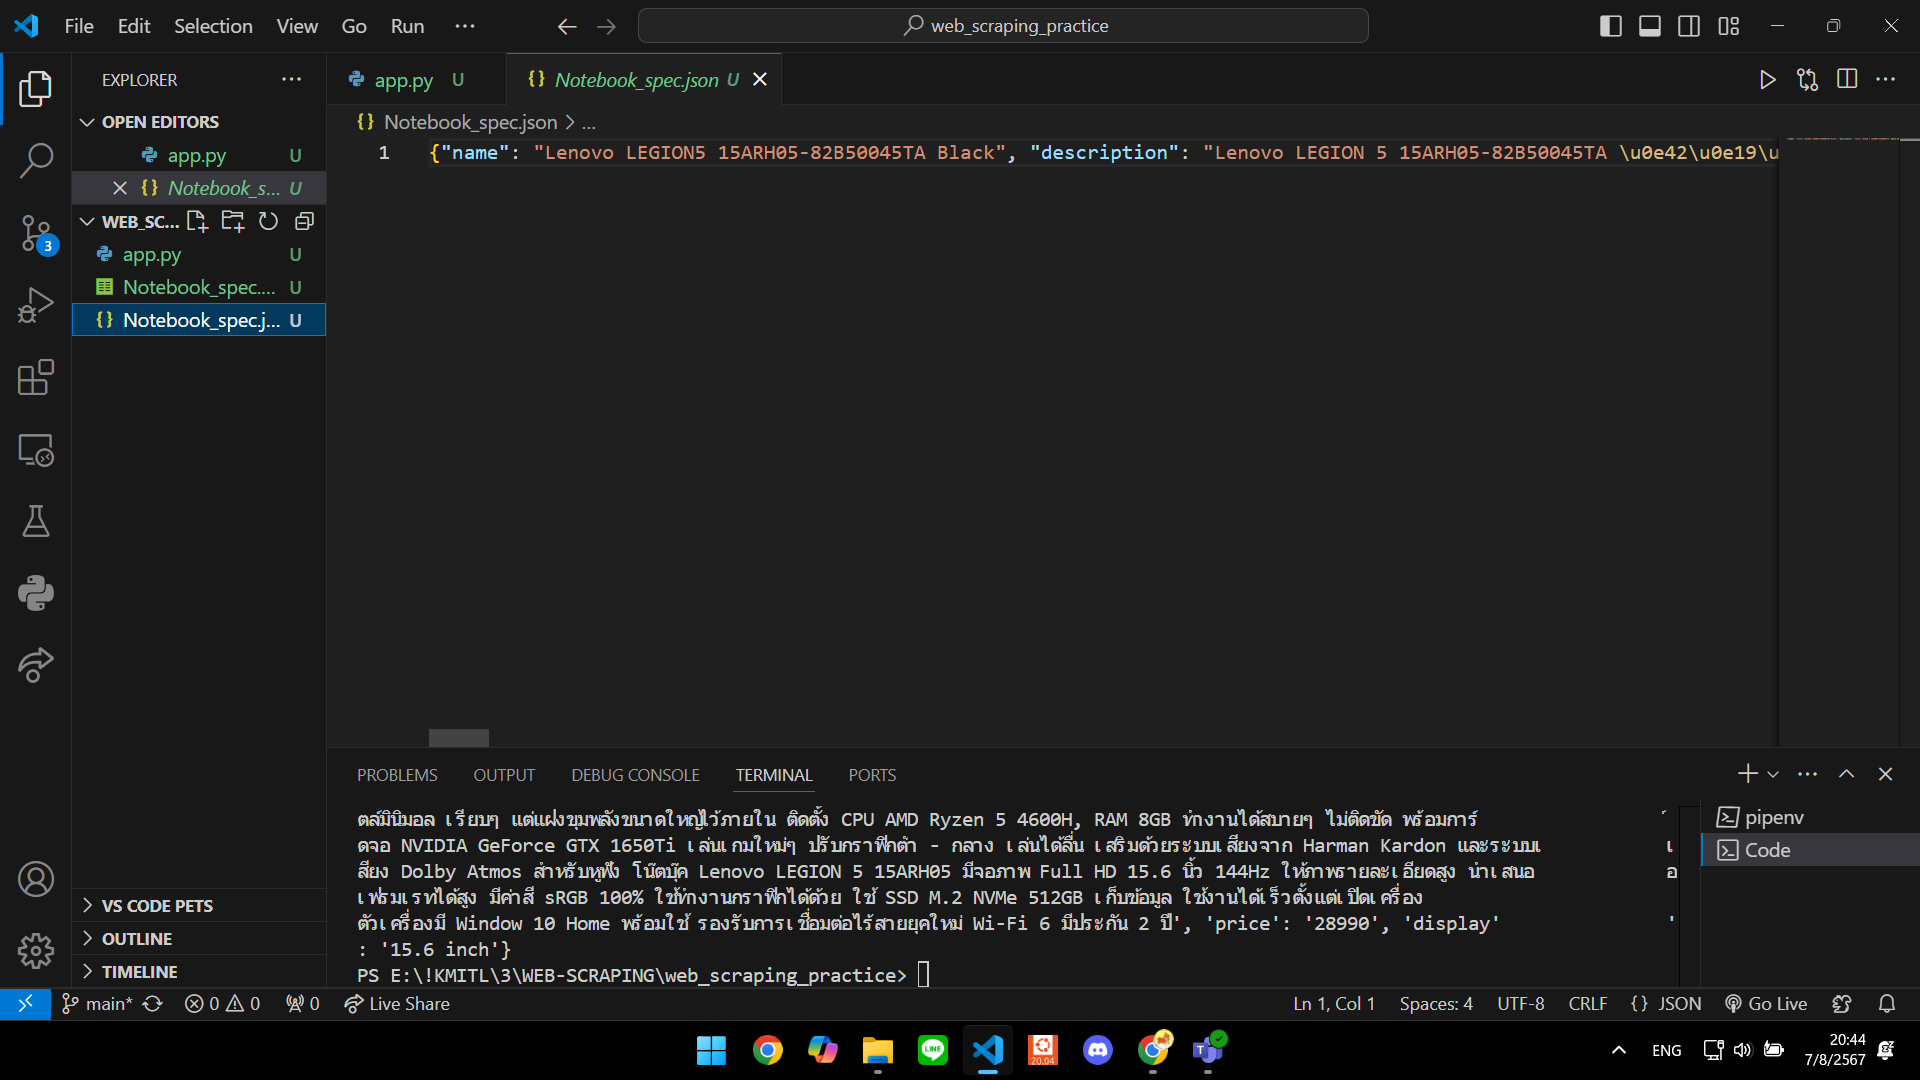 File Edit Selection View Go Run ...
web_scraping_practice
EXPLORER
OPEN EDITORS
app.py U
Notebook_s... U
WEB_SC...
app.py U
Notebook_spec.... U
Notebook_spec.j... U
VS CODE PETS
OUTLINE
TIMELINE
app.py U
Notebook_spec.json U
Notebook_spec.json > ...
1 {"name": "Lenovo LEGION5 15ARH05-82B50045TA Black", "description": "Lenovo LEGION 5 15ARH05-82B50045TA \u0e42\u0e19\u
PROBLEMS OUTPUT DEBUG CONSOLE TERMINAL PORTS
ตล์มินิมอล เรียบๆ แต่แฝงขุมพลังขนาดใหญ่ไว้ภายใน ติดตั้ง CPU AMD Ryzen 5 4600H, RAM 8GB ทำงานได้สบายๆ ไม่ติดขัด พร้อมการ์
ดจอ NVIDIA GeForce GTX 1650Ti เล่นเกมใหม่ๆ ปรับกราฟิกต่ำ - กลาง เล่นได้ลื่น เสริมด้วยระบบเสียงจาก Harman Kardon และระบบเ
สียง Dolby Atmos สำหรับหูฟัง โน๊ตบุ๊ค Lenovo LEGION 5 15ARH05 มีจอภาพ Full HD 15.6 นิ้ว 144Hz ให้ภาพรายละเอียดสูง นำเสนอ
เฟรมเรทได้สูง มีค่าสี sRGB 100% ใช้ทำงานกราฟิกได้ด้วย ใช้ SSD M.2 NVMe 512GB เก็บข้อมูล ใช้งานได้เร็วตั้งแต่เปิดเครื่อง
ตัวเครื่องมี Window 10 Home พร้อมใช้ รองรับการเชื่อมต่อไร้สายยุคใหม่ Wi-Fi 6 มีประกัน 2 ปี', 'price': '28990', 'display'
: '15.6 inch'}
PS E:\!KMITL\3\WEB-SCRAPING\web_scraping_practice>
pipenv
Code
3
main* 0 0 0 Live Share
Ln 1, Col 1 Spaces: 4 UTF-8 CRLF {} JSON Go Live
LINE
20.04
ENG
20:44
7/8/2567